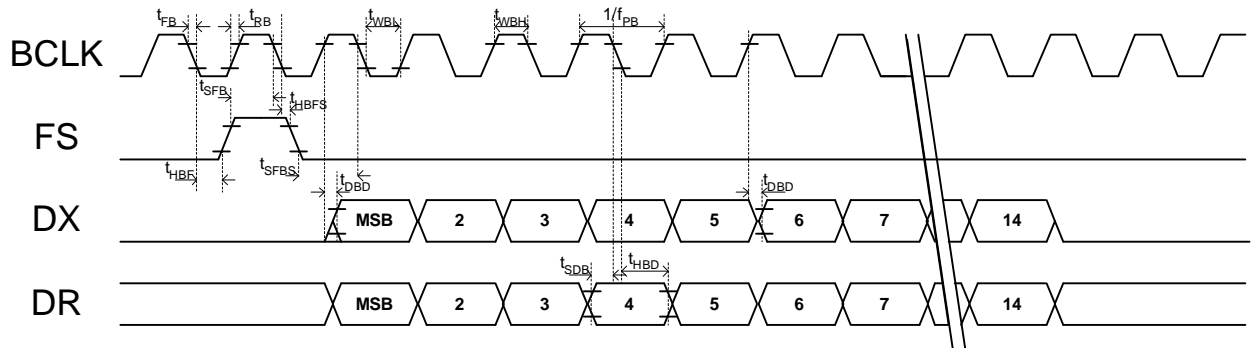 tFB tRB tWBL tWBH 1/fPB
BCLK
tSFB tHBFS
FS
tHBF tSFBS tDBD tDBD
DX MSB 2 3 4 5 6 7 14
tSDB tHBD
DR MSB 2 3 4 5 6 7 14